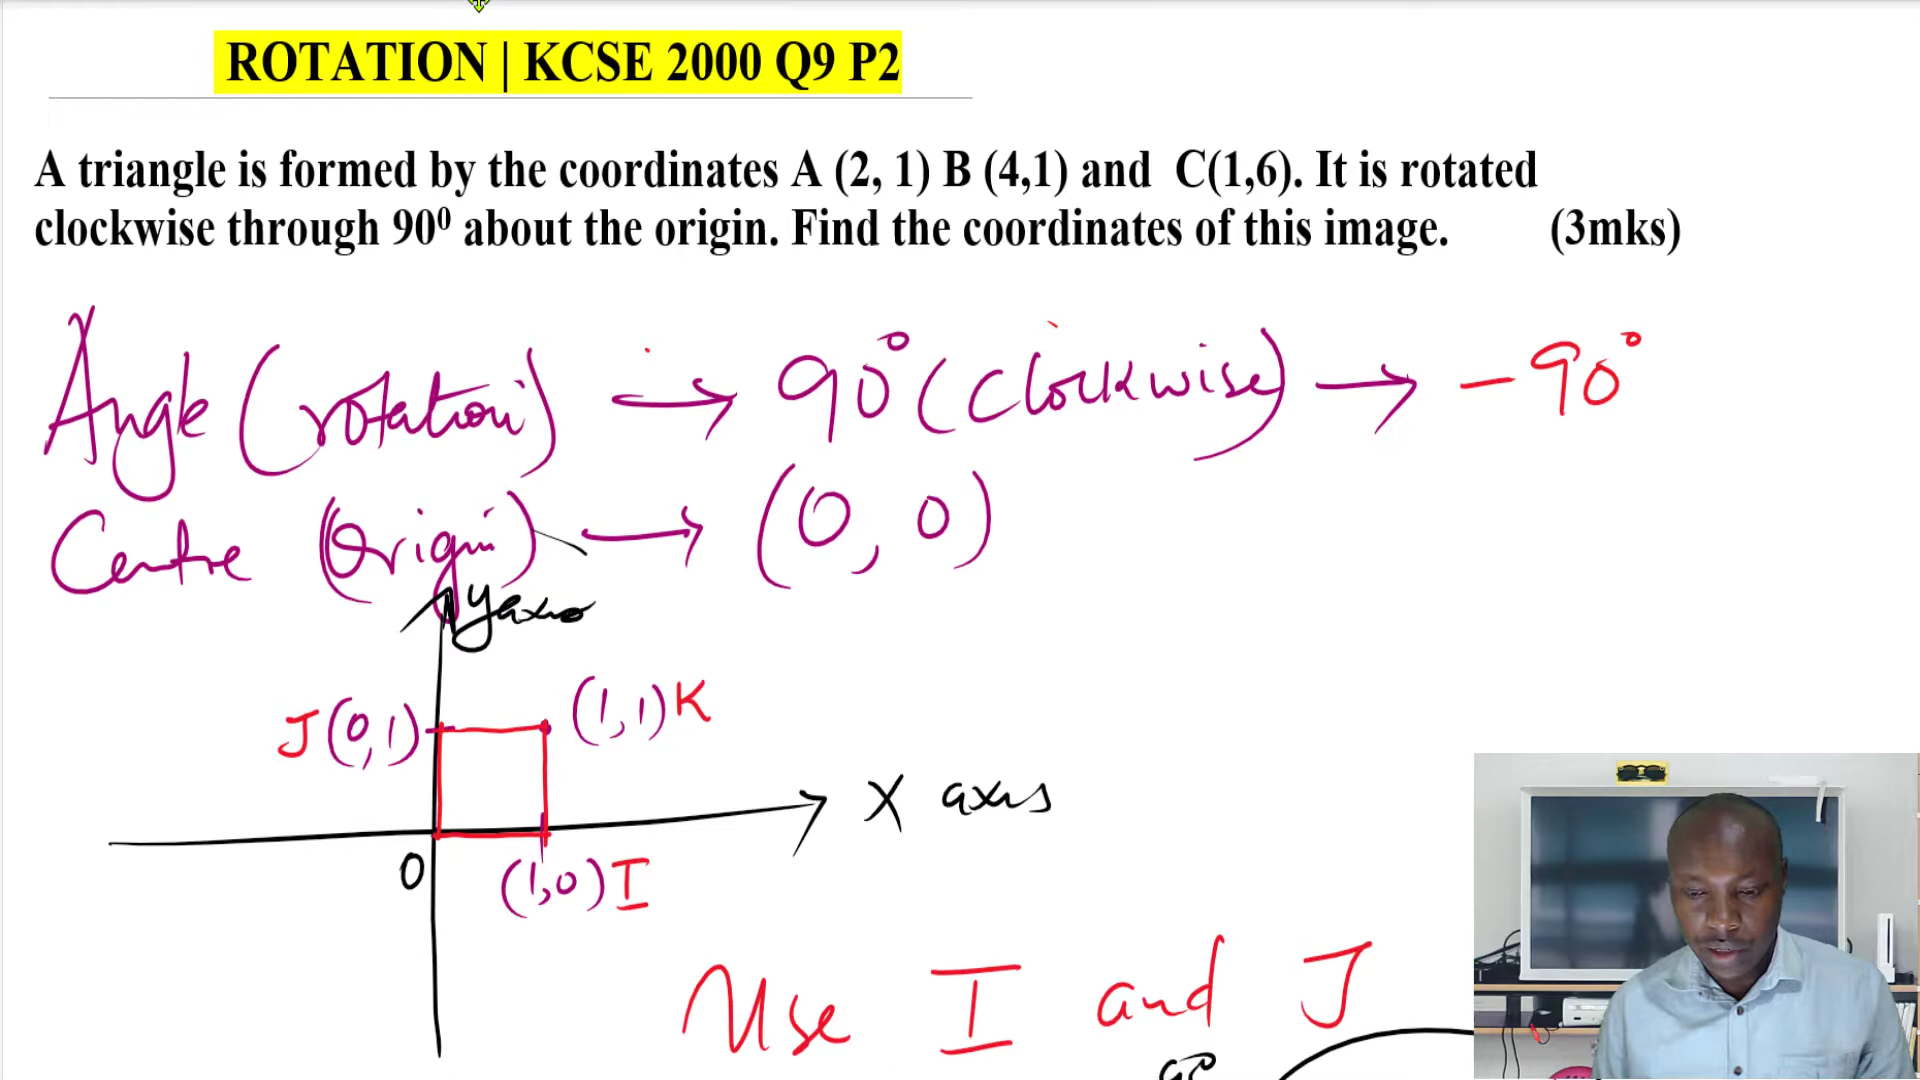 ROTATION | KCSE 2000 Q9 P2
A triangle is formed by the coordinates A (2, 1) B (4,1) and C(1,6). It is rotated
clockwise through 90⁰ about the origin. Find the coordinates of this image. (3mks)
Angle (rotation) → 90° (Clockwise) → -90°
Centre (Origin) → (0, 0)
y axis
J (0,1) (1,1) K
X axis
0 (1,0) I
Use I and J
90